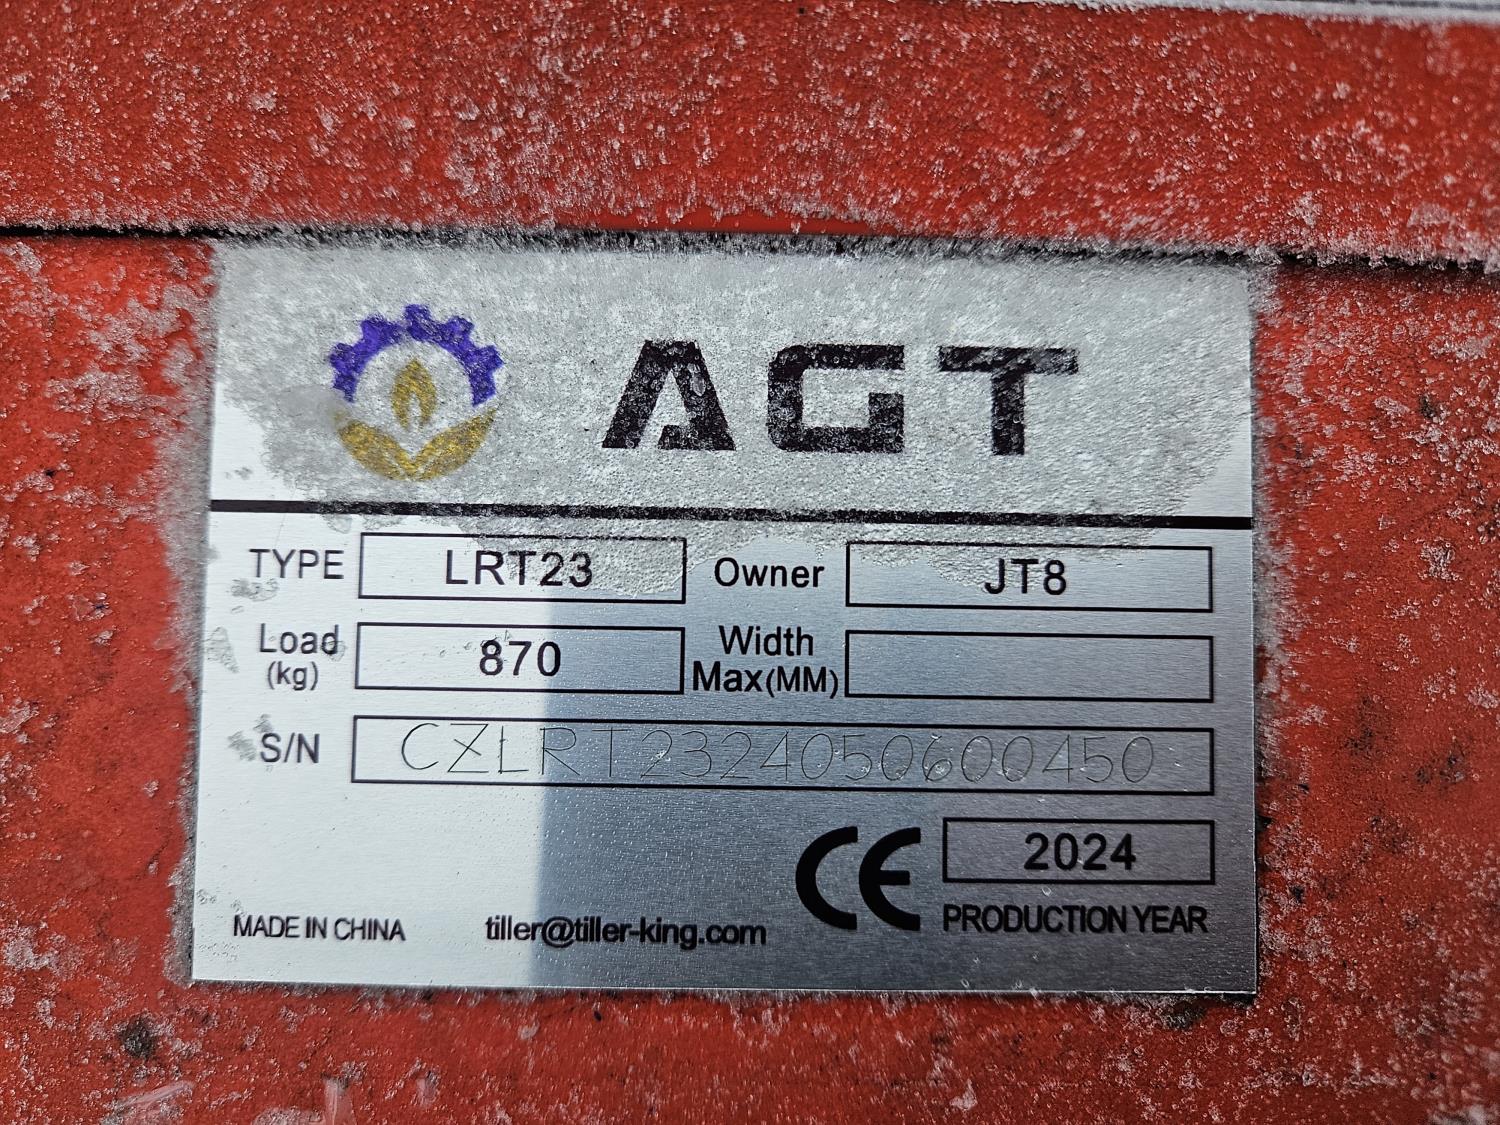 AGT
TYPE LRT23 Owner JT8
Load (kg) 870 Width Max(MM)
S/N CZLRT2324050600450
CE 2024
PRODUCTION YEAR
MADE IN CHINA tiller@tiller-king.com